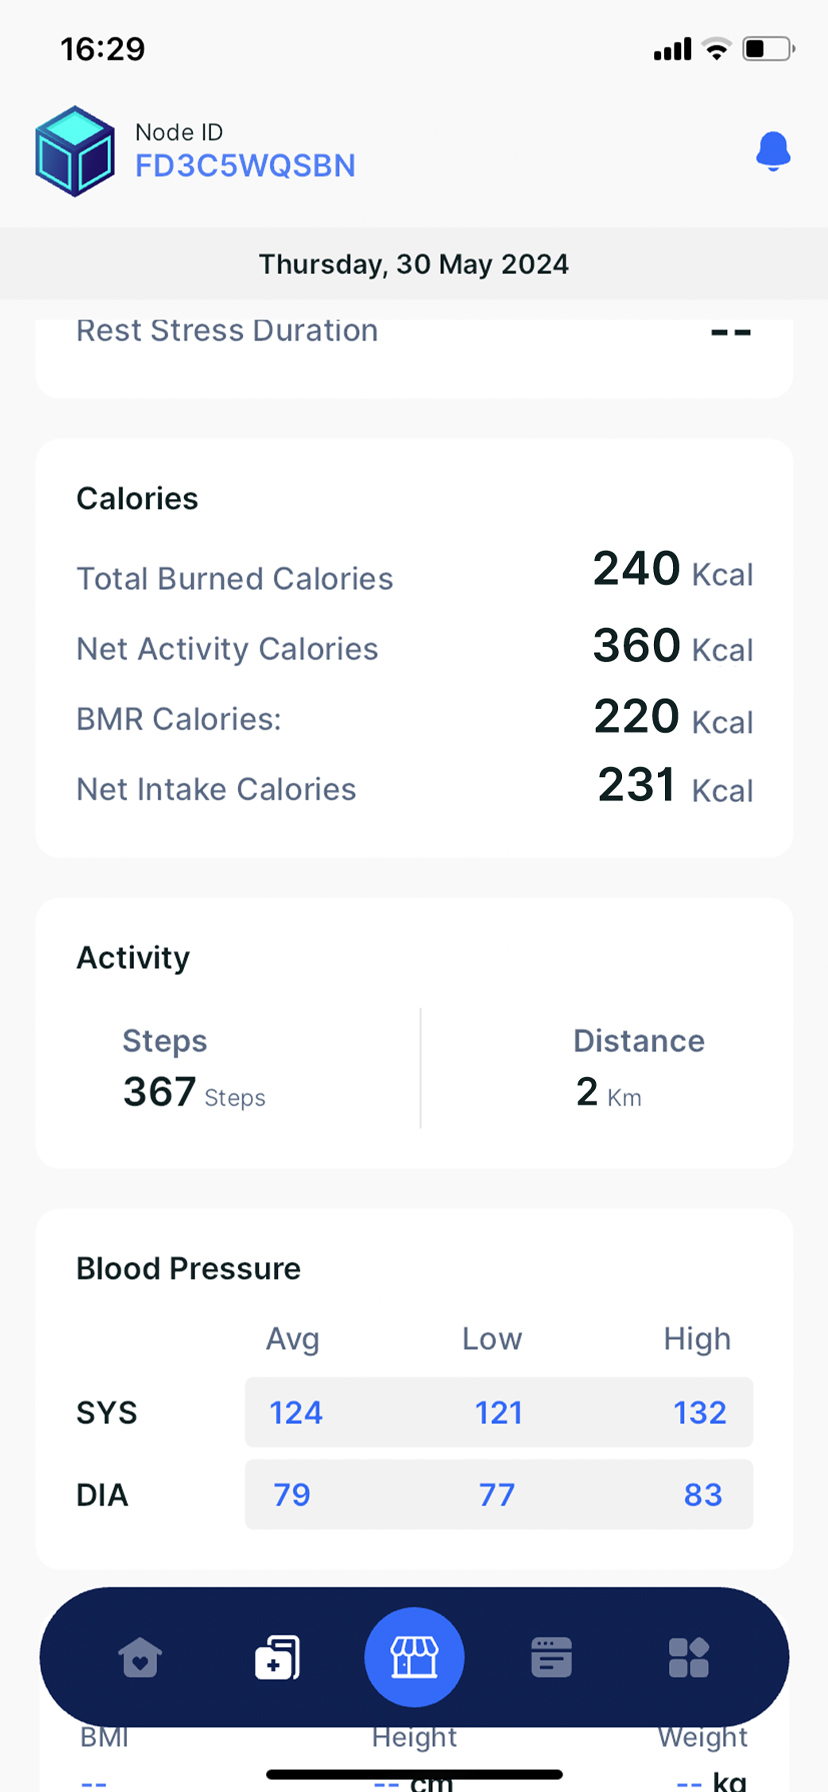 16:29
Node ID
FD3C5WQSBN
Thursday, 30 May 2024
Rest Stress Duration --
Calories
Total Burned Calories 240 Kcal
Net Activity Calories 360 Kcal
BMR Calories: 220 Kcal
Net Intake Calories 231 Kcal
Activity
Steps Distance
367 Steps 2 Km
Blood Pressure
Avg Low High
SYS 124 121 132
DIA 79 77 83
BMI Height Weight
-- -- cm -- kg